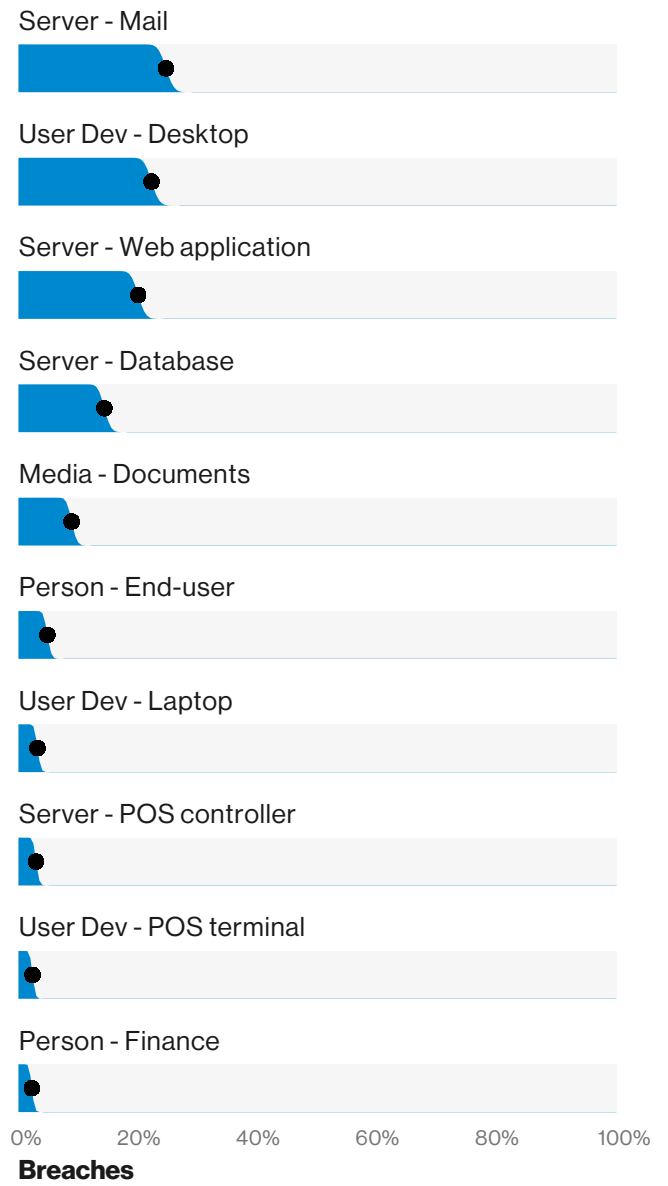 Server - Mail
User Dev - Desktop
Server - Web application
Server - Database
Media - Documents
Person - End-user
User Dev - Laptop
Server - POS controller
User Dev - POS terminal
Person - Finance
0% 20% 40% 60% 80% 100%
Breaches